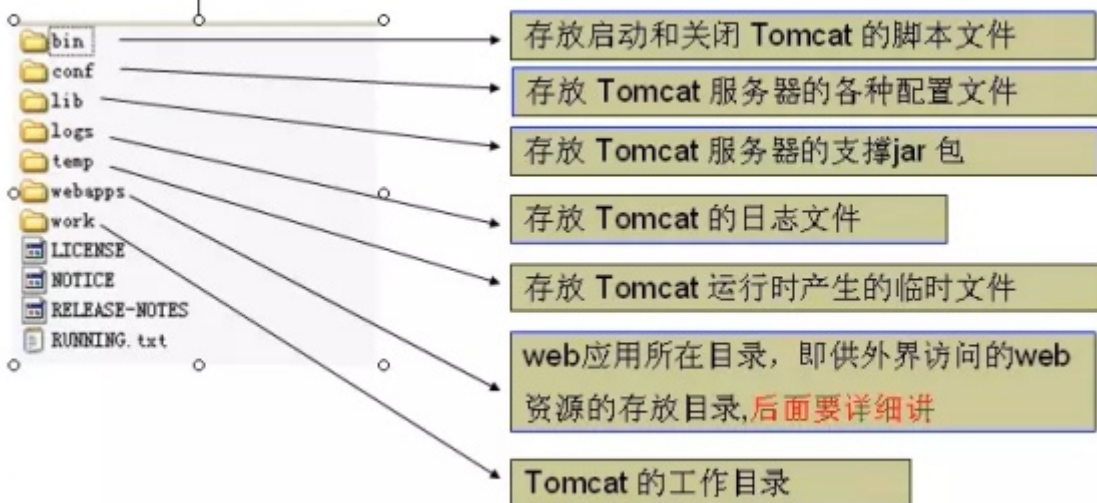 bin
conf
lib
logs
temp
webapps
work
LICENSE
NOTICE
RELEASE-NOTES
RUNNING.txt
存放启动和关闭 Tomcat 的脚本文件
存放 Tomcat 服务器的各种配置文件
存放 Tomcat 服务器的支撑jar 包
存放 Tomcat 的日志文件
存放 Tomcat 运行时产生的临时文件
web应用所在目录，即供外界访问的web
资源的存放目录,后面要详细讲
Tomcat 的工作目录